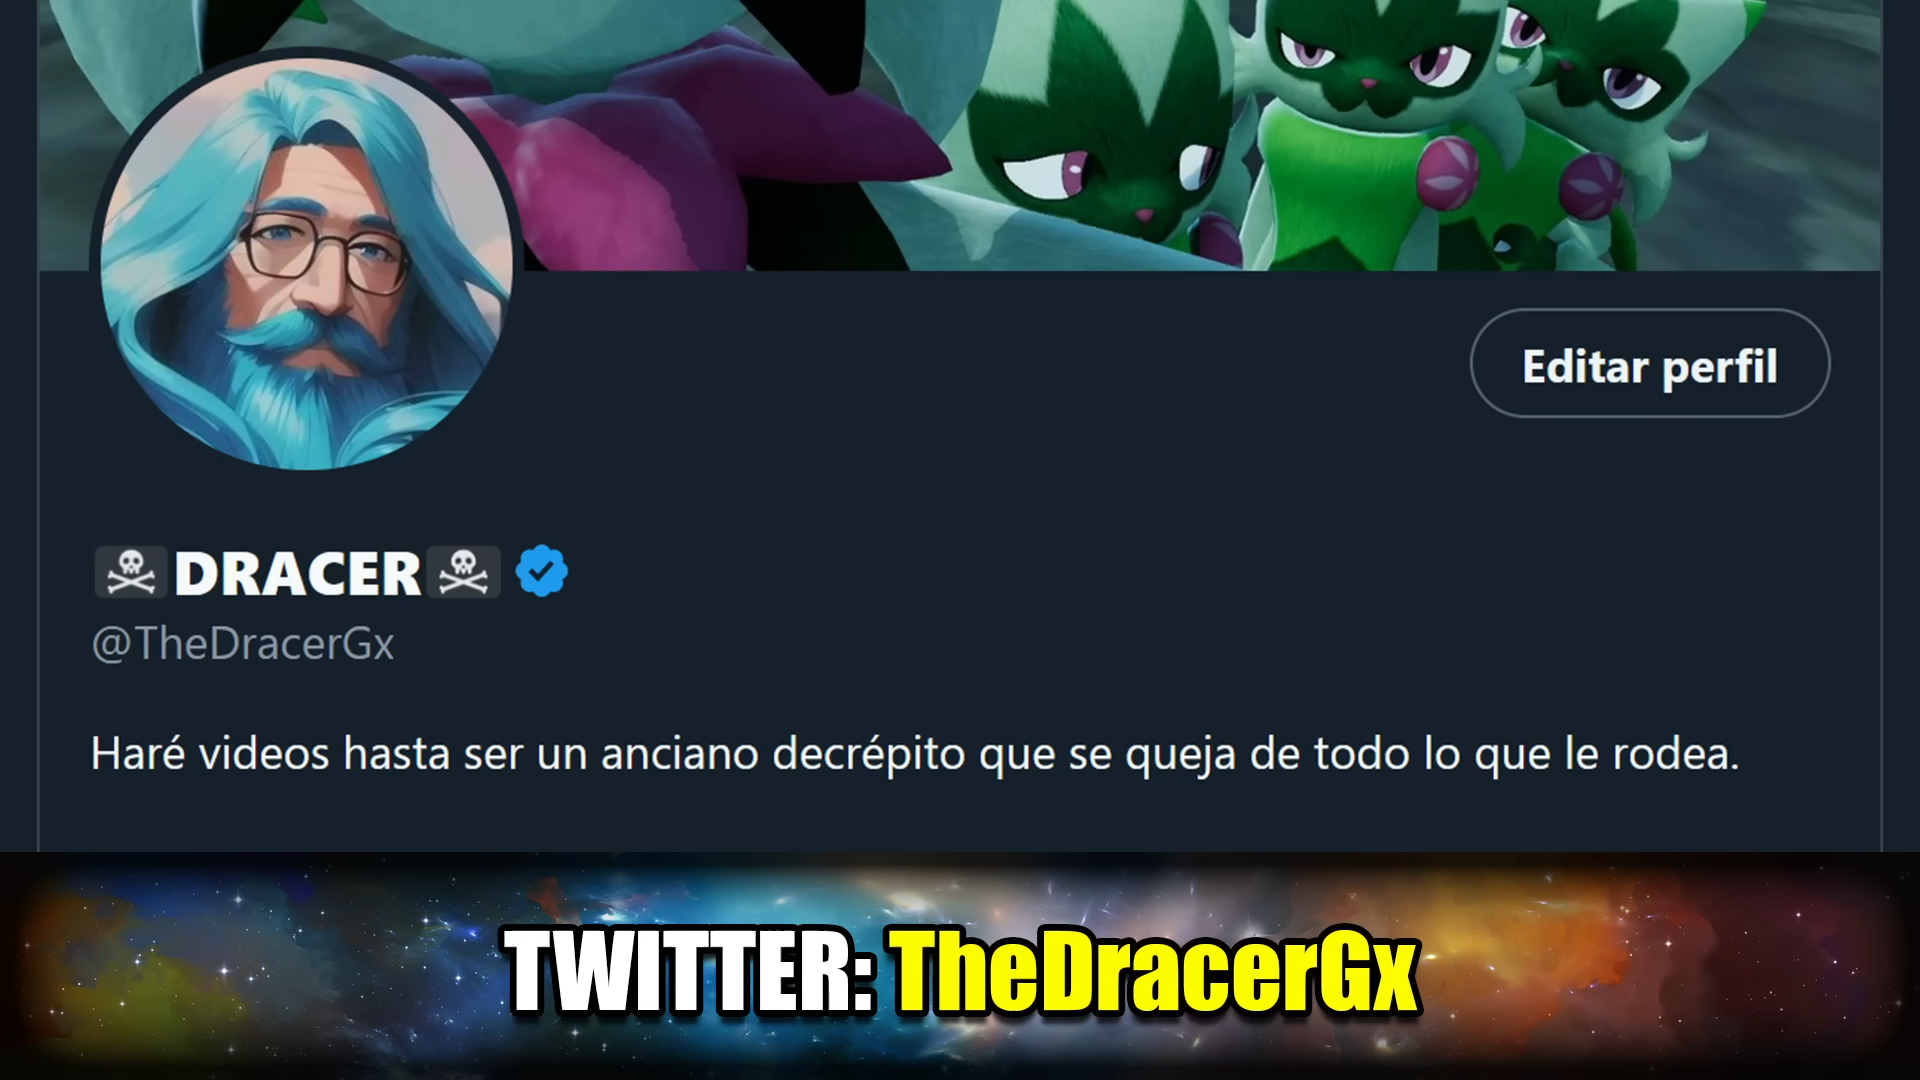 Editar perfil
☠DRACER☠
@TheDracerGx
Haré videos hasta ser un anciano decrépito que se queja de todo lo que le rodea.
TWITTER: TheDracerGx